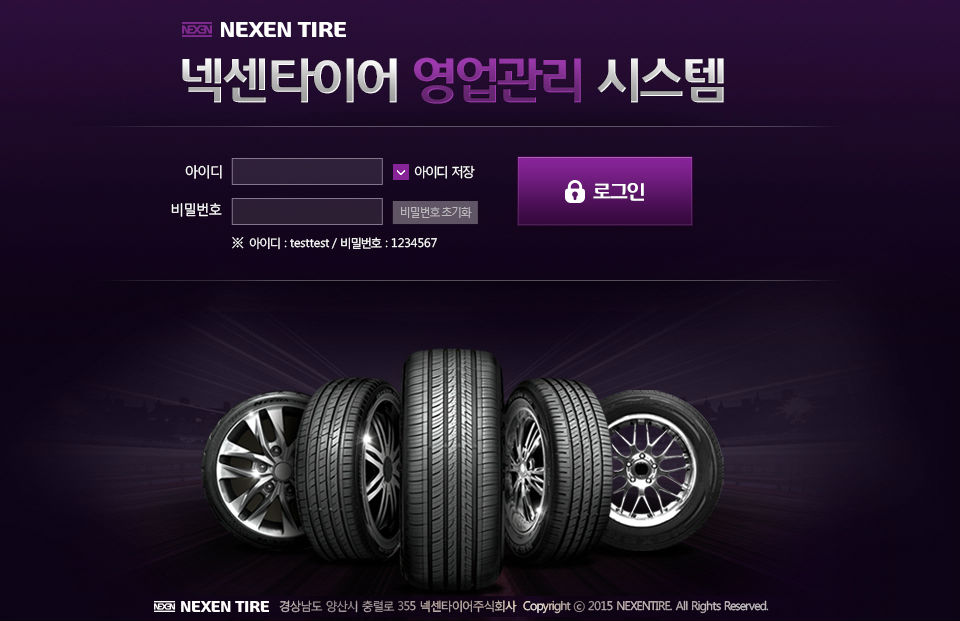 NEXEN NEXEN TIRE
넥센타이어 영업관리 시스템
아이디 아이디 저장
로그인
비밀번호 비밀번호 초기화
※ 아이디 : testtest / 비밀번호 : 1234567
NEXEN NEXEN TIRE 경상남도 양산시 충렬로 355 넥센타이어주식회사 Copyright ⓒ 2015 NEXENTIRE. All Rights Reserved.